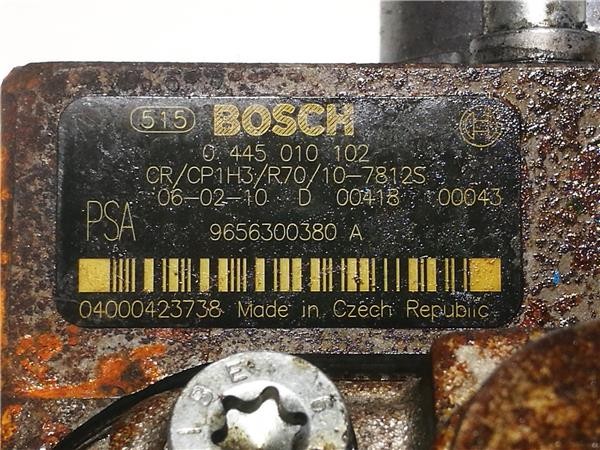 515 BOSCH
0 445 010 102
CR/CP1H3/R70/10-7812S
06-02-10 D 00418 00043
PSA 9656300380 A
04000423738 Made in Czech Republic